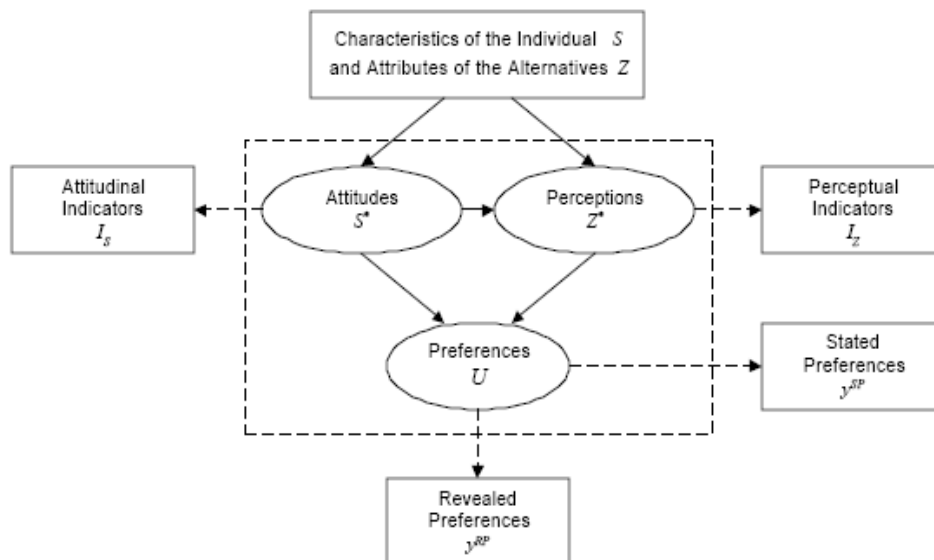 Characteristics of the Individual S
and Attributes of the Alternatives Z
Attitudinal
Indicators
I_S
Attitudes
S*
Perceptions
Z*
Perceptual
Indicators
I_Z
Preferences
U
Stated
Preferences
y^SP
Revealed
Preferences
y^RP